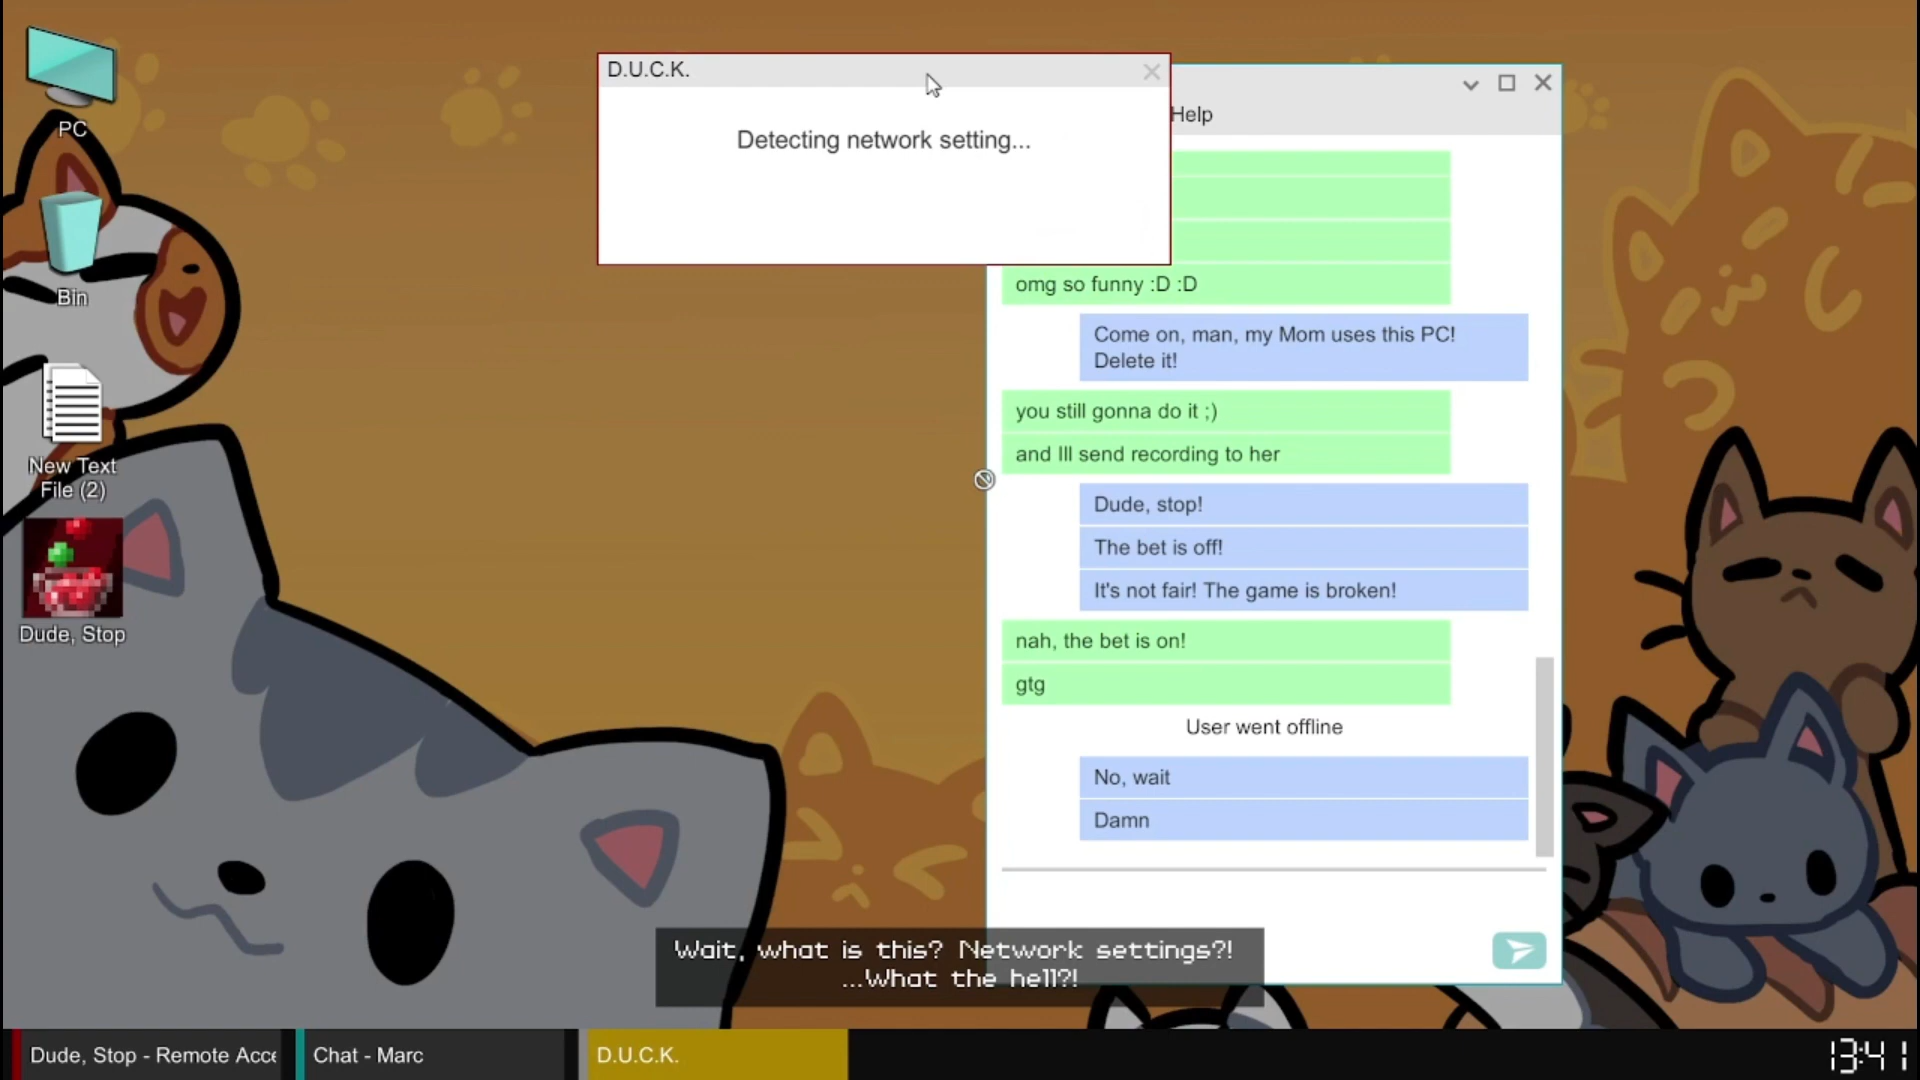 PC
Bin
New Text
File (2)
Dude, Stop
D.U.C.K.
Detecting network setting...
Help
omg so funny :D :D
Come on, man, my Mom uses this PC!
Delete it!
you still gonna do it ;)
and Ill send recording to her
Dude, stop!
The bet is off!
It's not fair! The game is broken!
nah, the bet is on!
gtg
User went offline
No, wait
Damn
Wait, what is this? Network settings?!
...What the hell?!
Dude, Stop - Remote Acce
Chat - Marc
D.U.C.K.
13:41